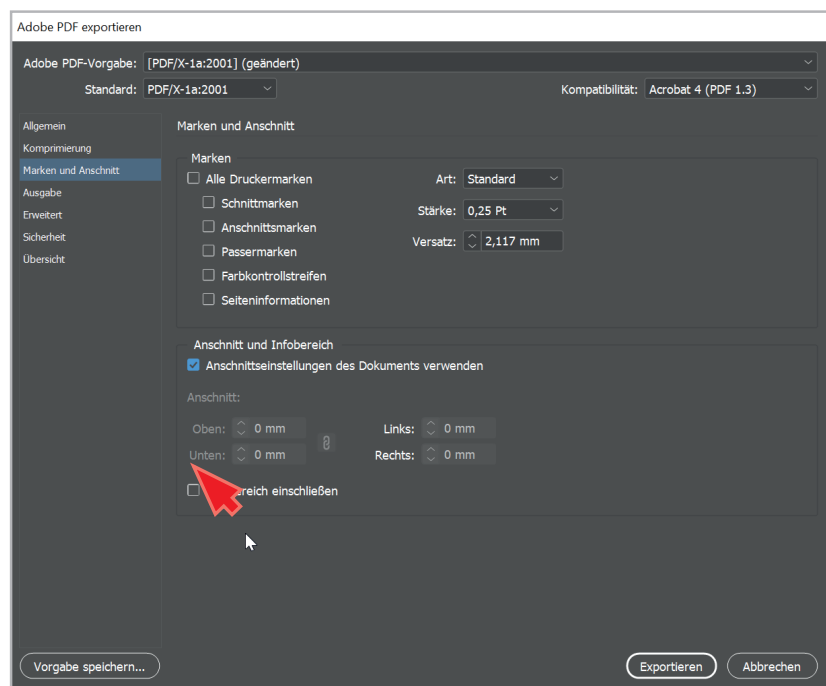 Adobe PDF exportieren
Adobe PDF-Vorgabe: [PDF/X-1a:2001] (geändert)
Standard: PDF/X-1a:2001 Kompatibilität: Acrobat 4 (PDF 1.3)
Allgemein
Komprimierung
Marken und Anschnitt
Ausgabe
Erweitert
Sicherheit
Übersicht
Marken und Anschnitt
Marken
Alle Druckermarken Art: Standard
Schnittmarken Stärke: 0,25 Pt
Anschnittsmarken
Versatz: 2,117 mm
Passermarken
Farbkontrollstreifen
Seiteninformationen
Anschnitt und Infobereich
Anschnittseinstellungen des Dokuments verwenden
Anschnitt:
Oben: 0 mm Links: 0 mm
Unten: 0 mm Rechts: 0 mm
einschließen
Vorgabe speichern... Exportieren Abbrechen